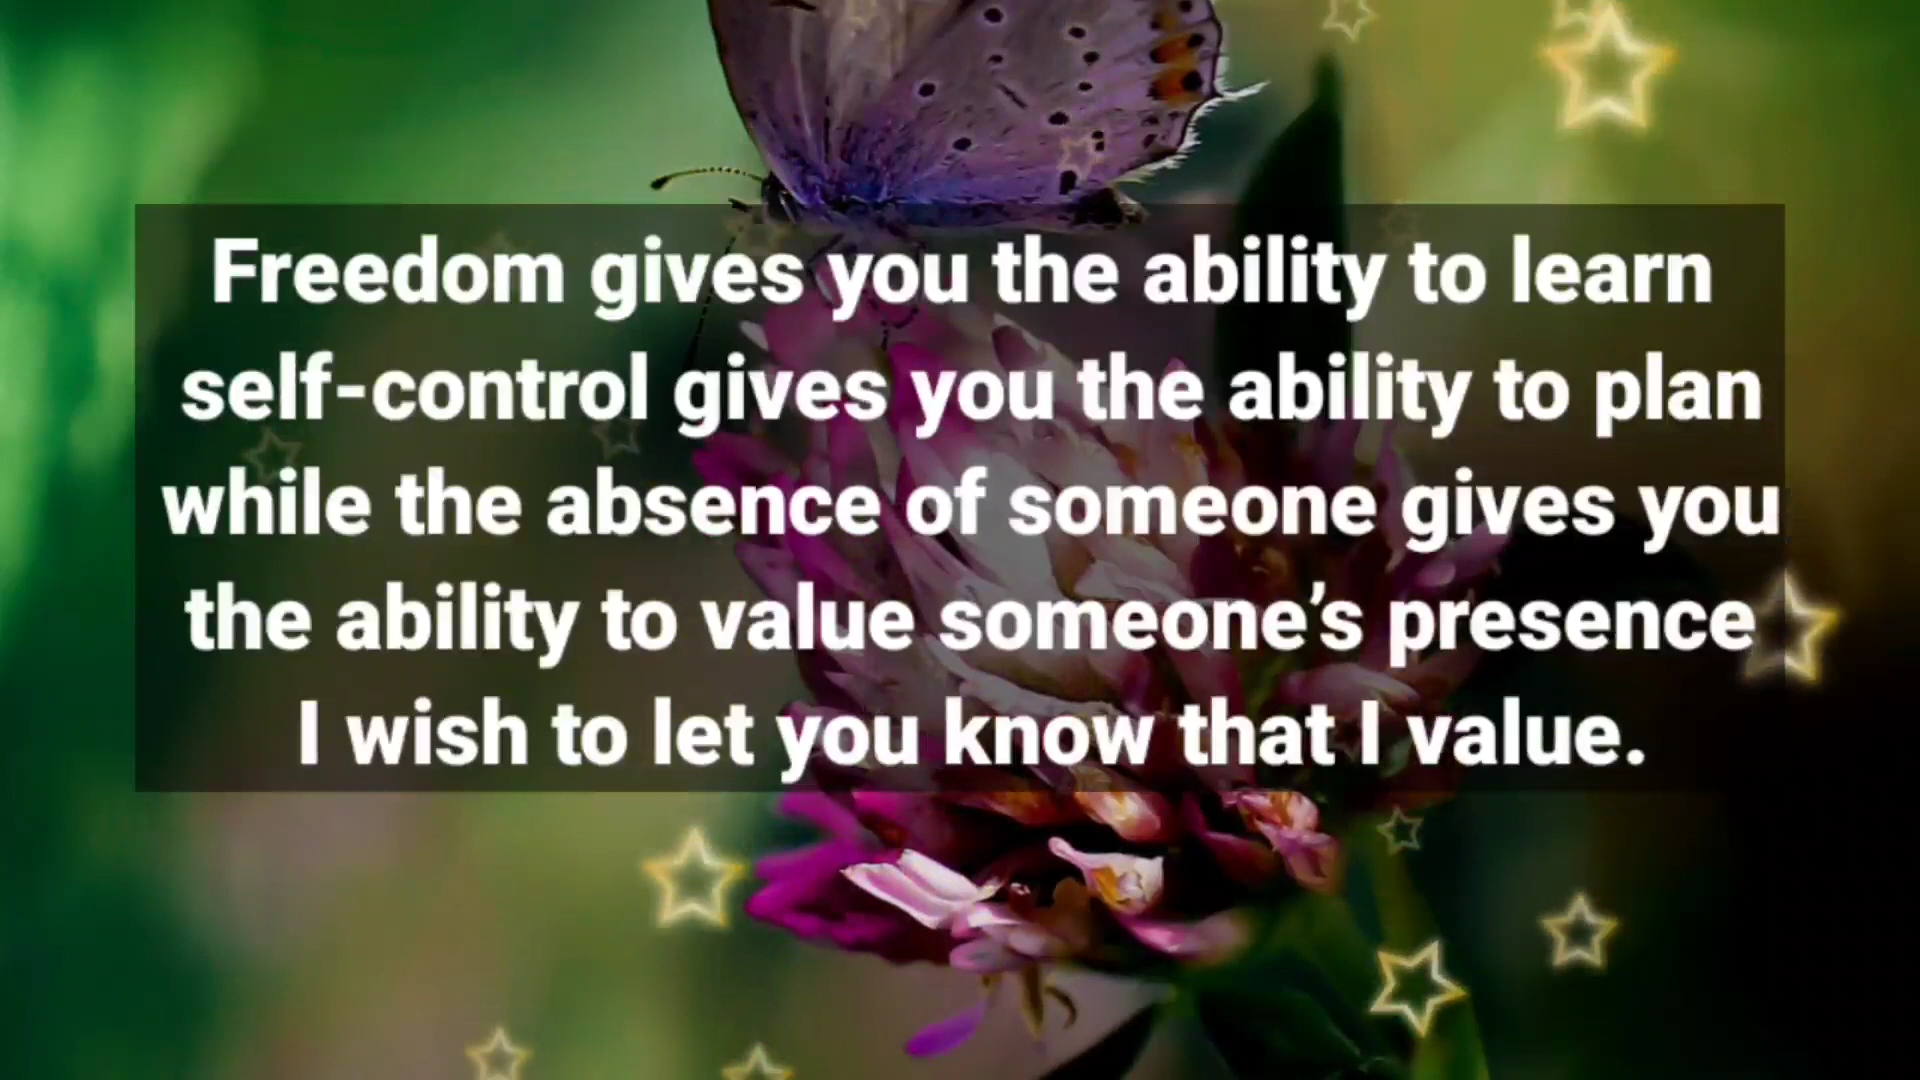 Freedom gives you the ability to learn
self-control gives you the ability to plan
while the absence of someone gives you
the ability to value someone’s presence
I wish to let you know that I value.